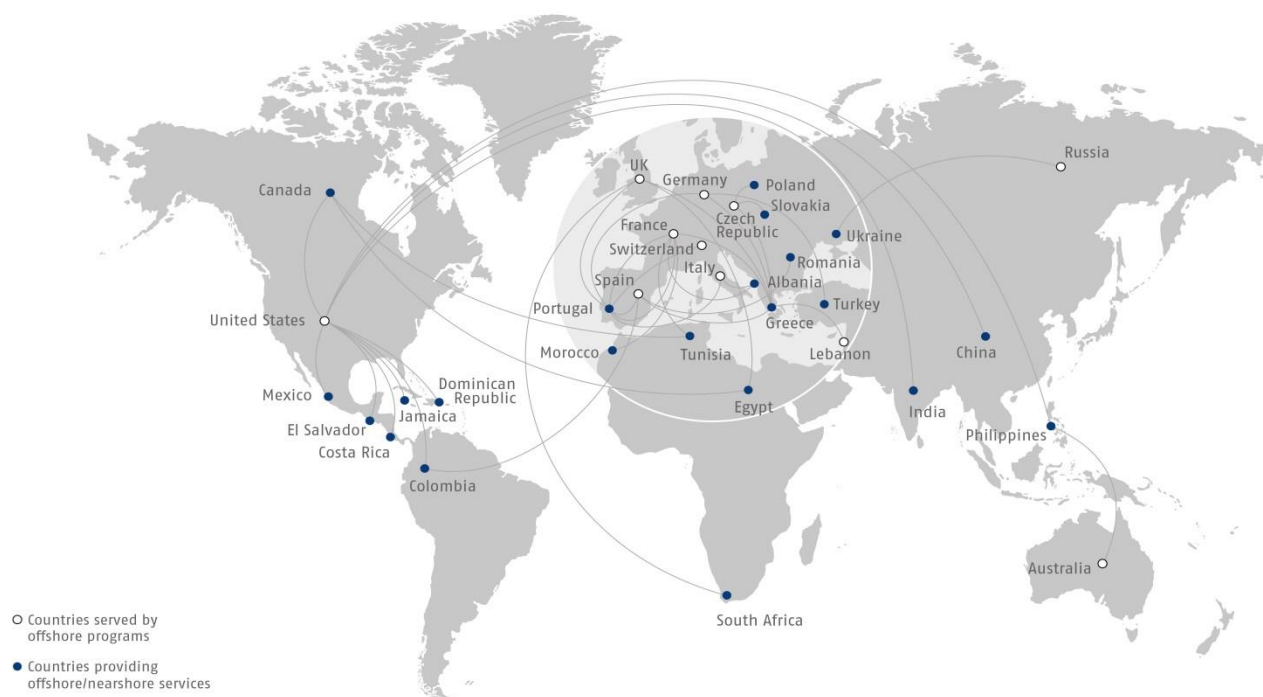 UK
Russia
Germany
Canada
Poland
Slovakia
Czech
Republic
France
Ukraine
Switzerland
Romania
Italy
Spain
Albania
Portugal
Turkey
United States
Greece
Morocco
Tunisia
Lebanon
China
Dominican
Republic
Mexico
Jamaica
Egypt
India
El Salvador
Philippines
Costa Rica
Colombia
Australia
South Africa
Countries served by
offshore programs
Countries providing
offshore/nearshore services